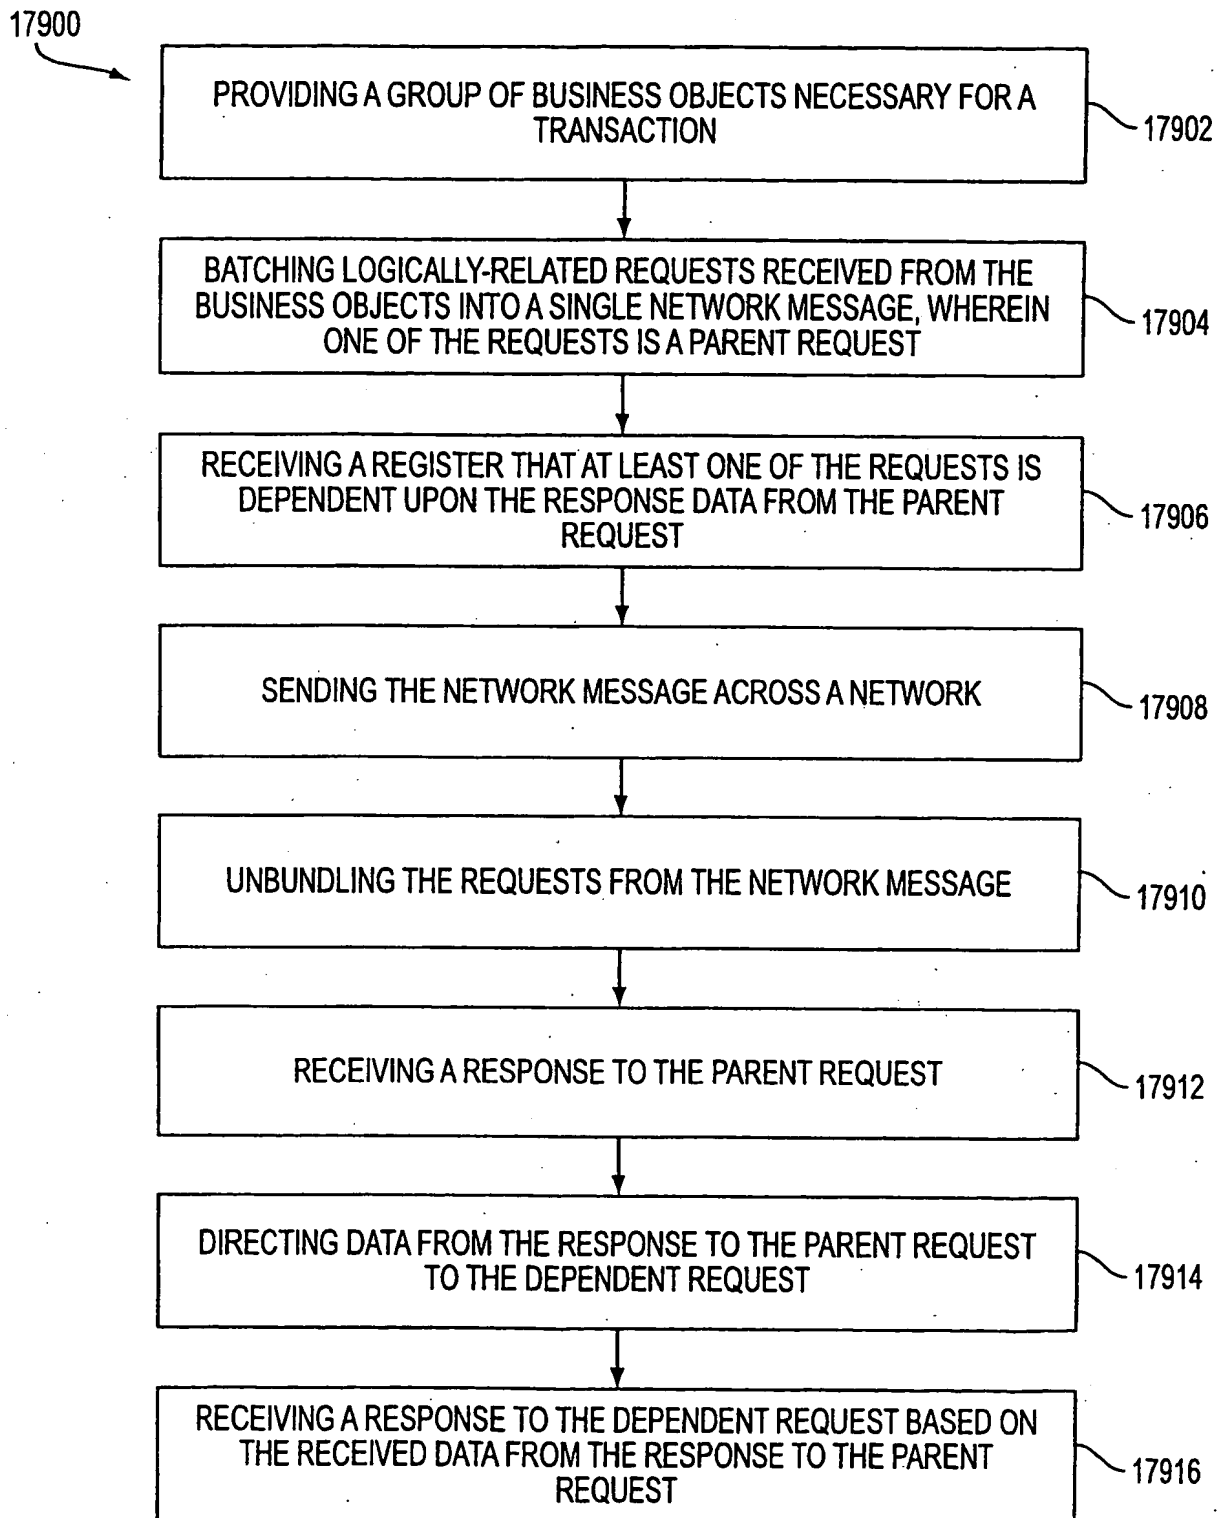 17900
PROVIDING A GROUP OF BUSINESS OBJECTS NECESSARY FOR A
TRANSACTION
17902
BATCHING LOGICALLY-RELATED REQUESTS RECEIVED FROM THE
BUSINESS OBJECTS INTO A SINGLE NETWORK MESSAGE, WHEREIN
ONE OF THE REQUESTS IS A PARENT REQUEST
17904
RECEIVING A REGISTER THAT AT LEAST ONE OF THE REQUESTS IS
DEPENDENT UPON THE RESPONSE DATA FROM THE PARENT
REQUEST
17906
SENDING THE NETWORK MESSAGE ACROSS A NETWORK
17908
UNBUNDLING THE REQUESTS FROM THE NETWORK MESSAGE
17910
RECEIVING A RESPONSE TO THE PARENT REQUEST
17912
DIRECTING DATA FROM THE RESPONSE TO THE PARENT REQUEST
TO THE DEPENDENT REQUEST
17914
RECEIVING A RESPONSE TO THE DEPENDENT REQUEST BASED ON
THE RECEIVED DATA FROM THE RESPONSE TO THE PARENT
REQUEST
17916